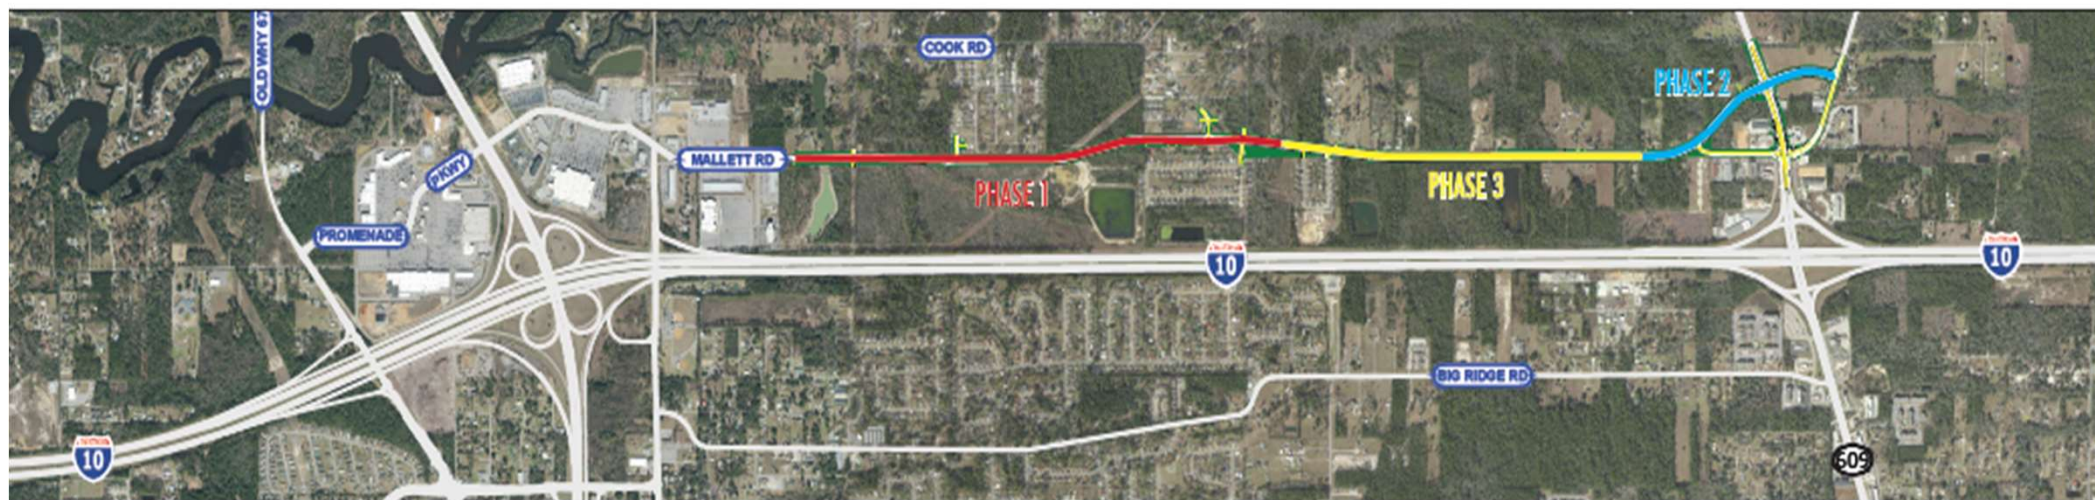 OLD WHY 67
COOK RD
PHASE 2
PKWY
MALLETT RD
PHASE 1
PHASE 3
PROMENADE
10
10
BIG RIDGE RD
10
609